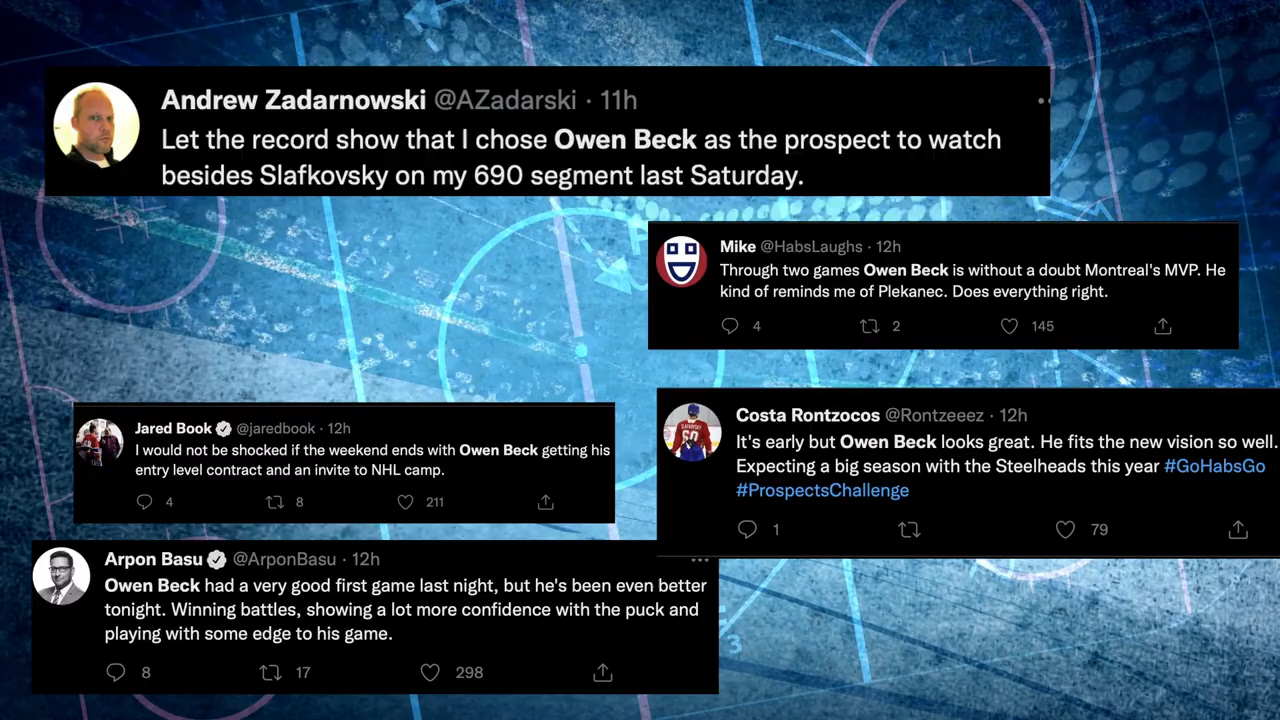 Andrew Zadarnowski @AZadarski · 11h
Let the record show that I chose Owen Beck as the prospect to watch
besides Slafkovsky on my 690 segment last Saturday.
Mike @HabsLaughs · 12h
Through two games Owen Beck is without a doubt Montreal's MVP. He
kind of reminds me of Plekanec. Does everything right.
4 2 145
Jared Book @jaredbook · 12h
I would not be shocked if the weekend ends with Owen Beck getting his
entry level contract and an invite to NHL camp.
4 8 211
Costa Rontzocos @Rontzeeez · 12h
It's early but Owen Beck looks great. He fits the new vision so well.
Expecting a big season with the Steelheads this year #GoHabsGo
#ProspectsChallenge
1 79
Arpon Basu @ArponBasu · 12h
Owen Beck had a very good first game last night, but he's been even better
tonight. Winning battles, showing a lot more confidence with the puck and
playing with some edge to his game.
8 17 298